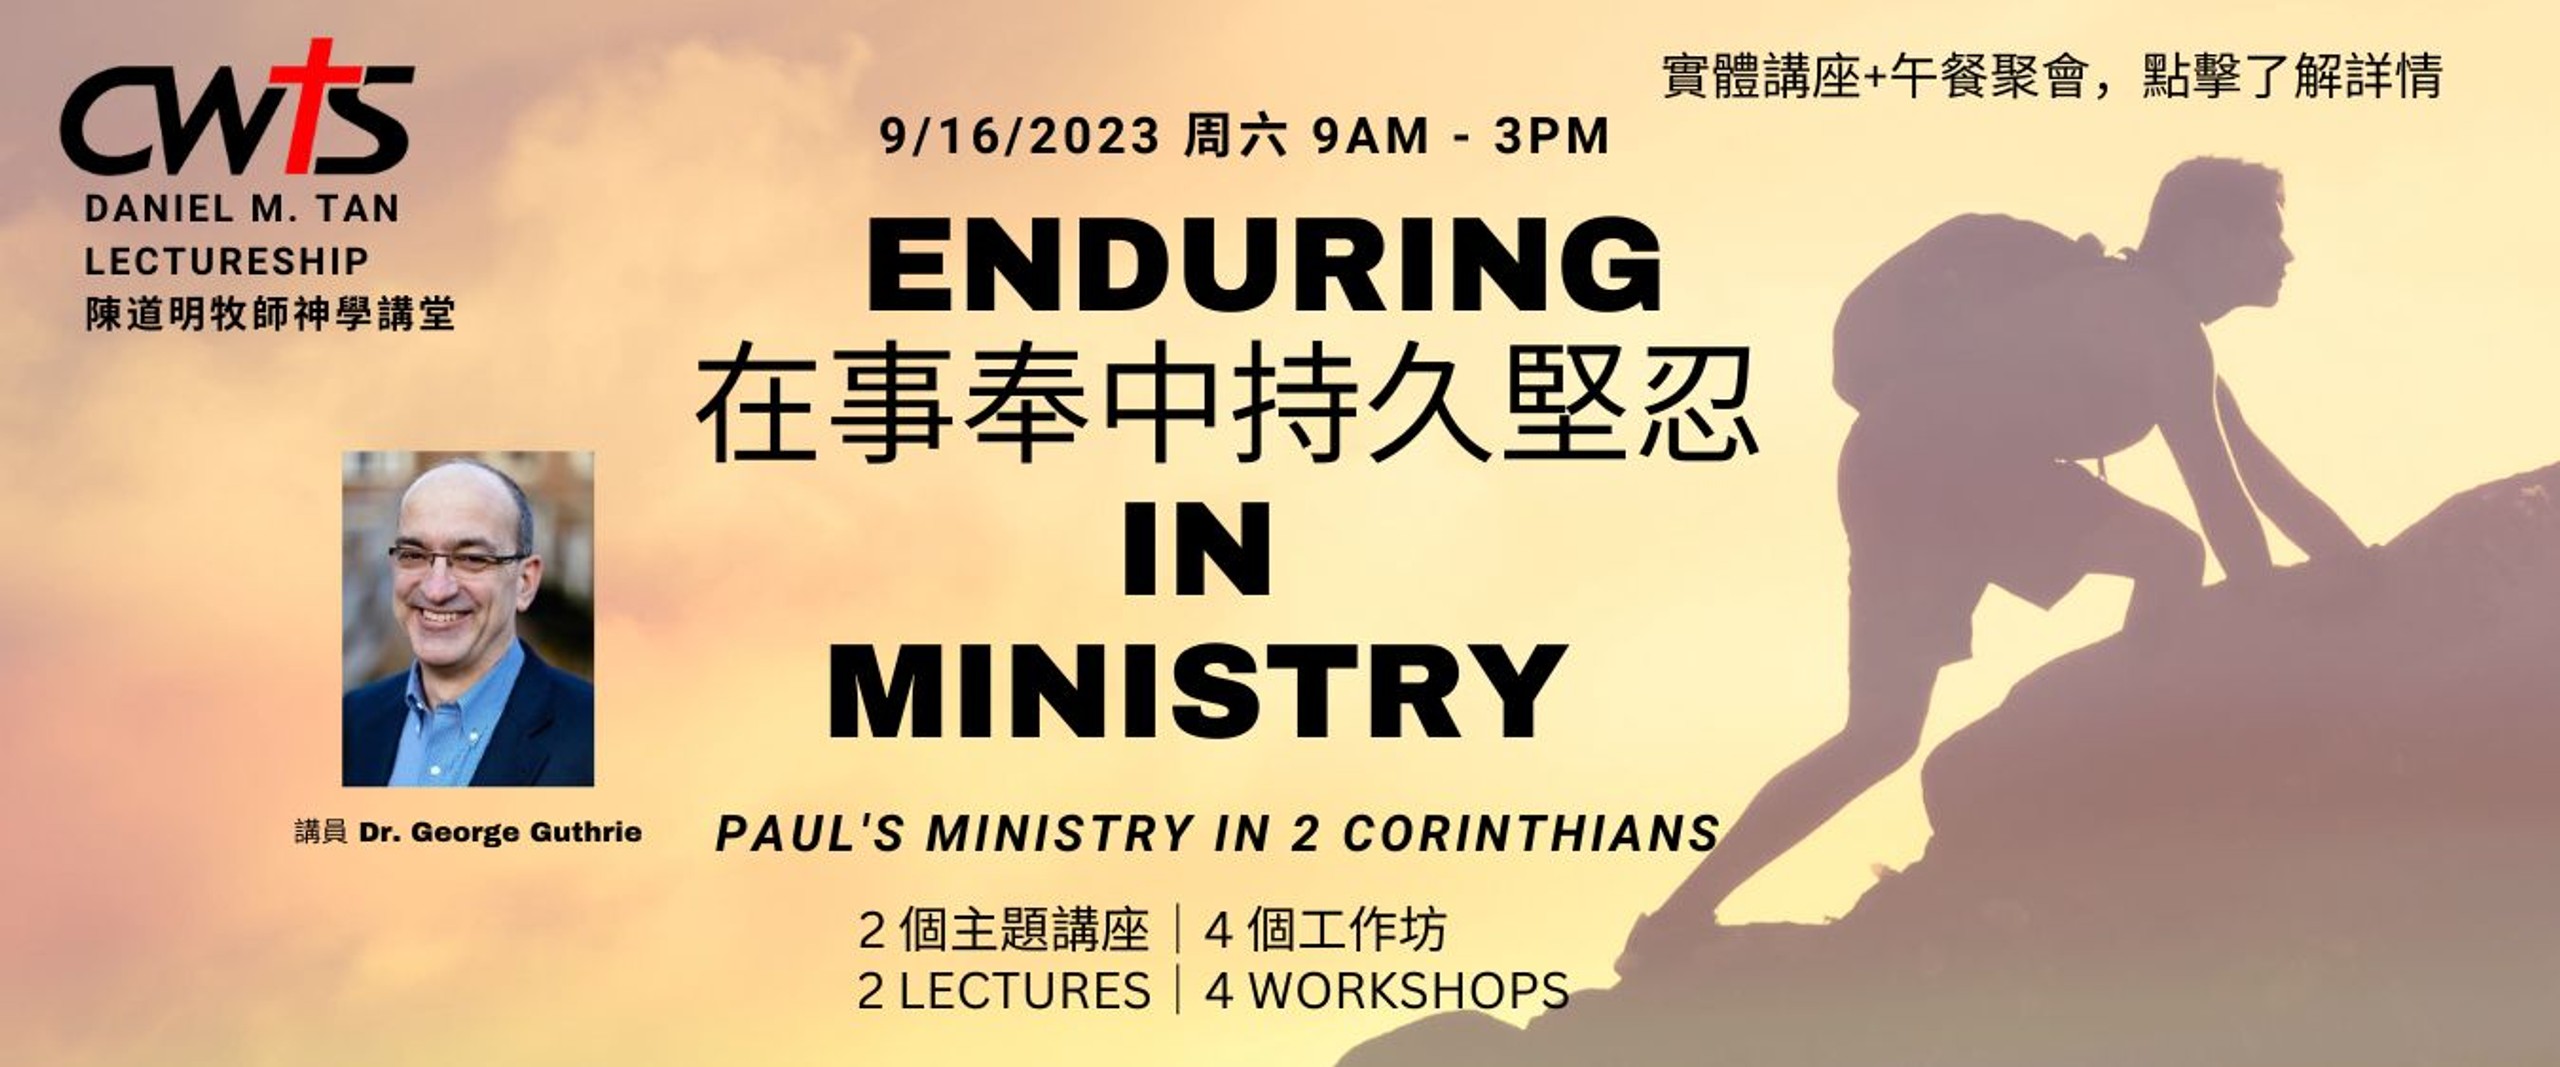 CWTS
DANIEL M. TAN
LECTURESHIP
陳道明牧師神學講堂
實體講座+午餐聚會，點擊了解詳情
9/16/2023 周六 9AM - 3PM
ENDURING
在事奉中持久堅忍
IN
MINISTRY
講員 Dr. George Guthrie
PAUL'S MINISTRY IN 2 CORINTHIANS
2 個主題講座｜4 個工作坊
2 LECTURES｜4 WORKSHOPS